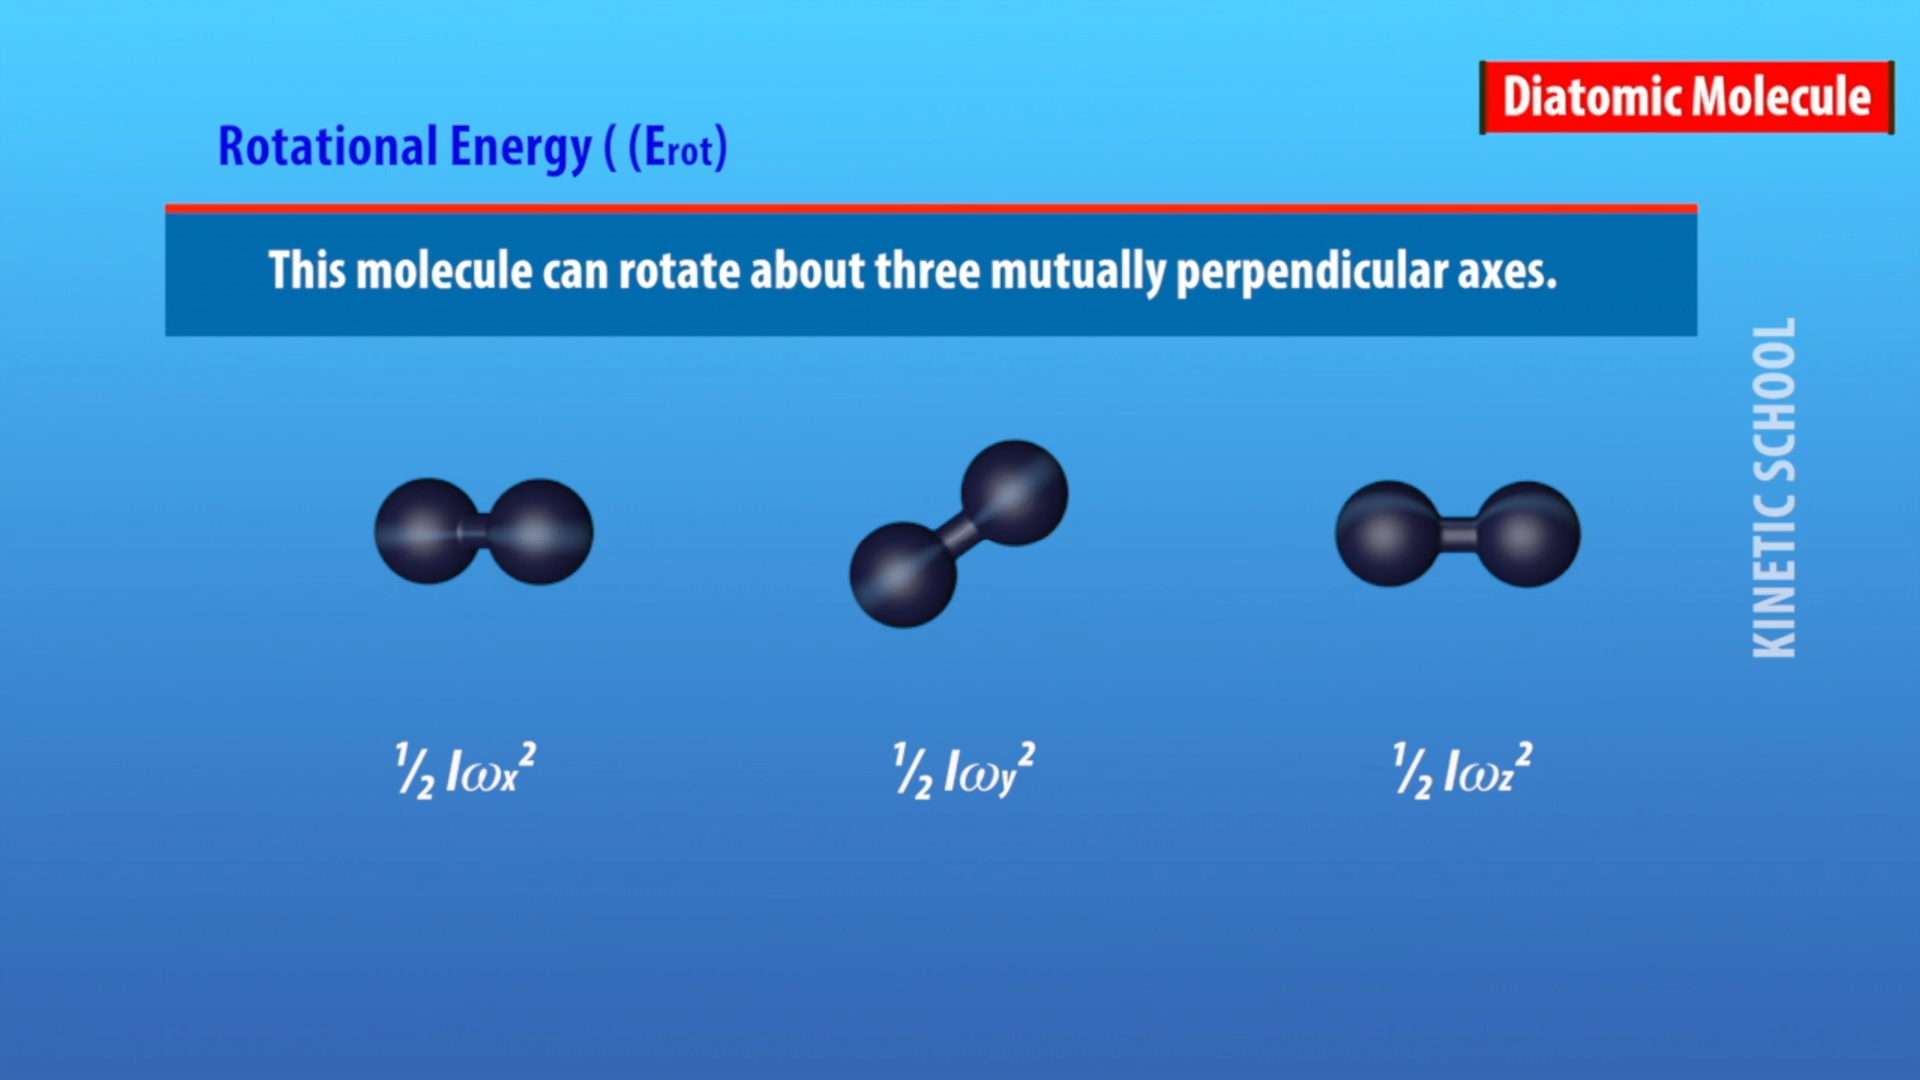 Diatomic Molecule
Rotational Energy ( (Erot)
This molecule can rotate about three mutually perpendicular axes.
KINETIC SCHOOL
½ Iωx²
½ Iωy²
½ Iωz²